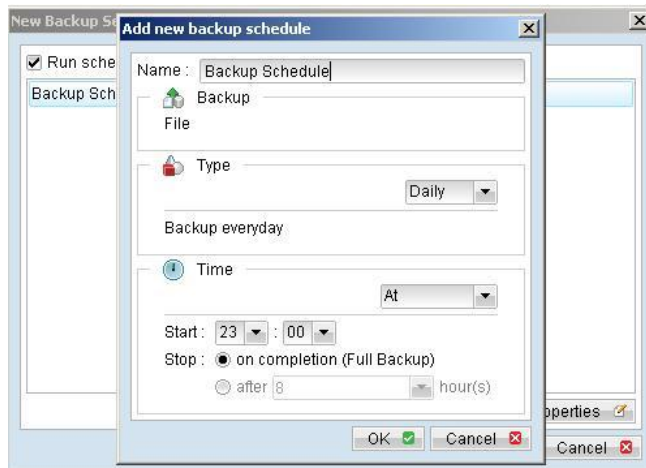 New Backup Se
Add new backup schedule
Run sche
Backup Sch
Name : Backup Schedule
Backup
File
Type
Daily
Backup everyday
Time
At
Start : 23 : 00
Stop : on completion (Full Backup)
after 8 hour(s)
OK Cancel
operties
Cancel